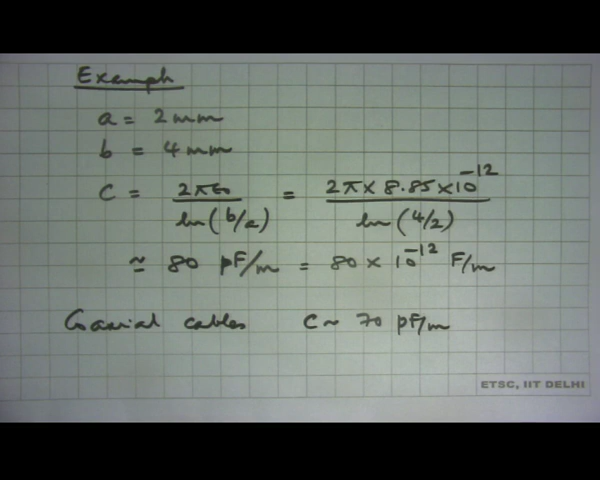 Example
a = 2 mm
b = 4 mm
C = 2πε₀ / ln(b/a) = 2π × 8.85 × 10⁻¹² / ln(4/2)
≃ 80 pF/m = 80 × 10⁻¹² F/m
Coaxial cables C ~ 70 pF/m
ETSC, IIT DELHI